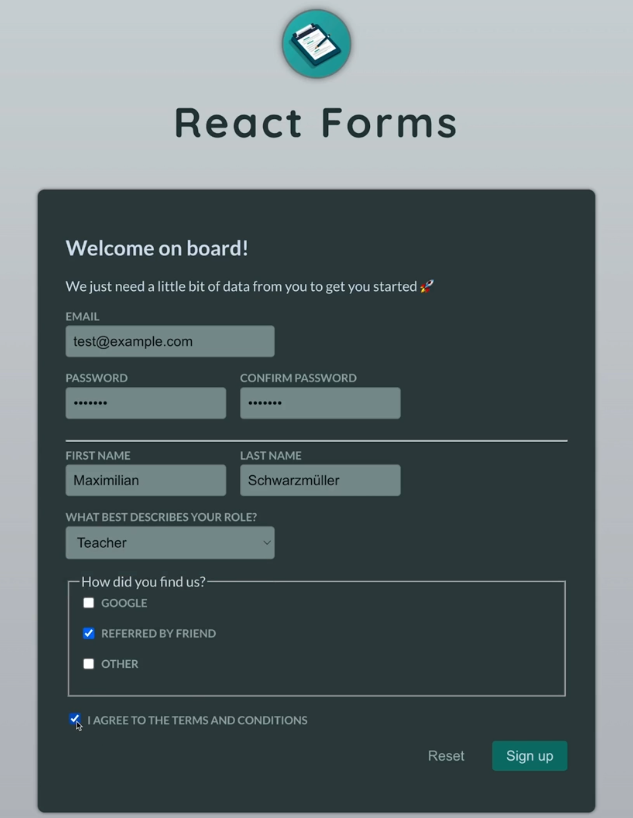 React Forms
Welcome on board!
We just need a little bit of data from you to get you started 🚀
EMAIL
test@example.com
PASSWORD CONFIRM PASSWORD
••••••• •••••••
FIRST NAME LAST NAME
Maximilian Schwarzmüller
WHAT BEST DESCRIBES YOUR ROLE?
Teacher
How did you find us?
GOOGLE
REFERRED BY FRIEND
OTHER
I AGREE TO THE TERMS AND CONDITIONS
Reset Sign up